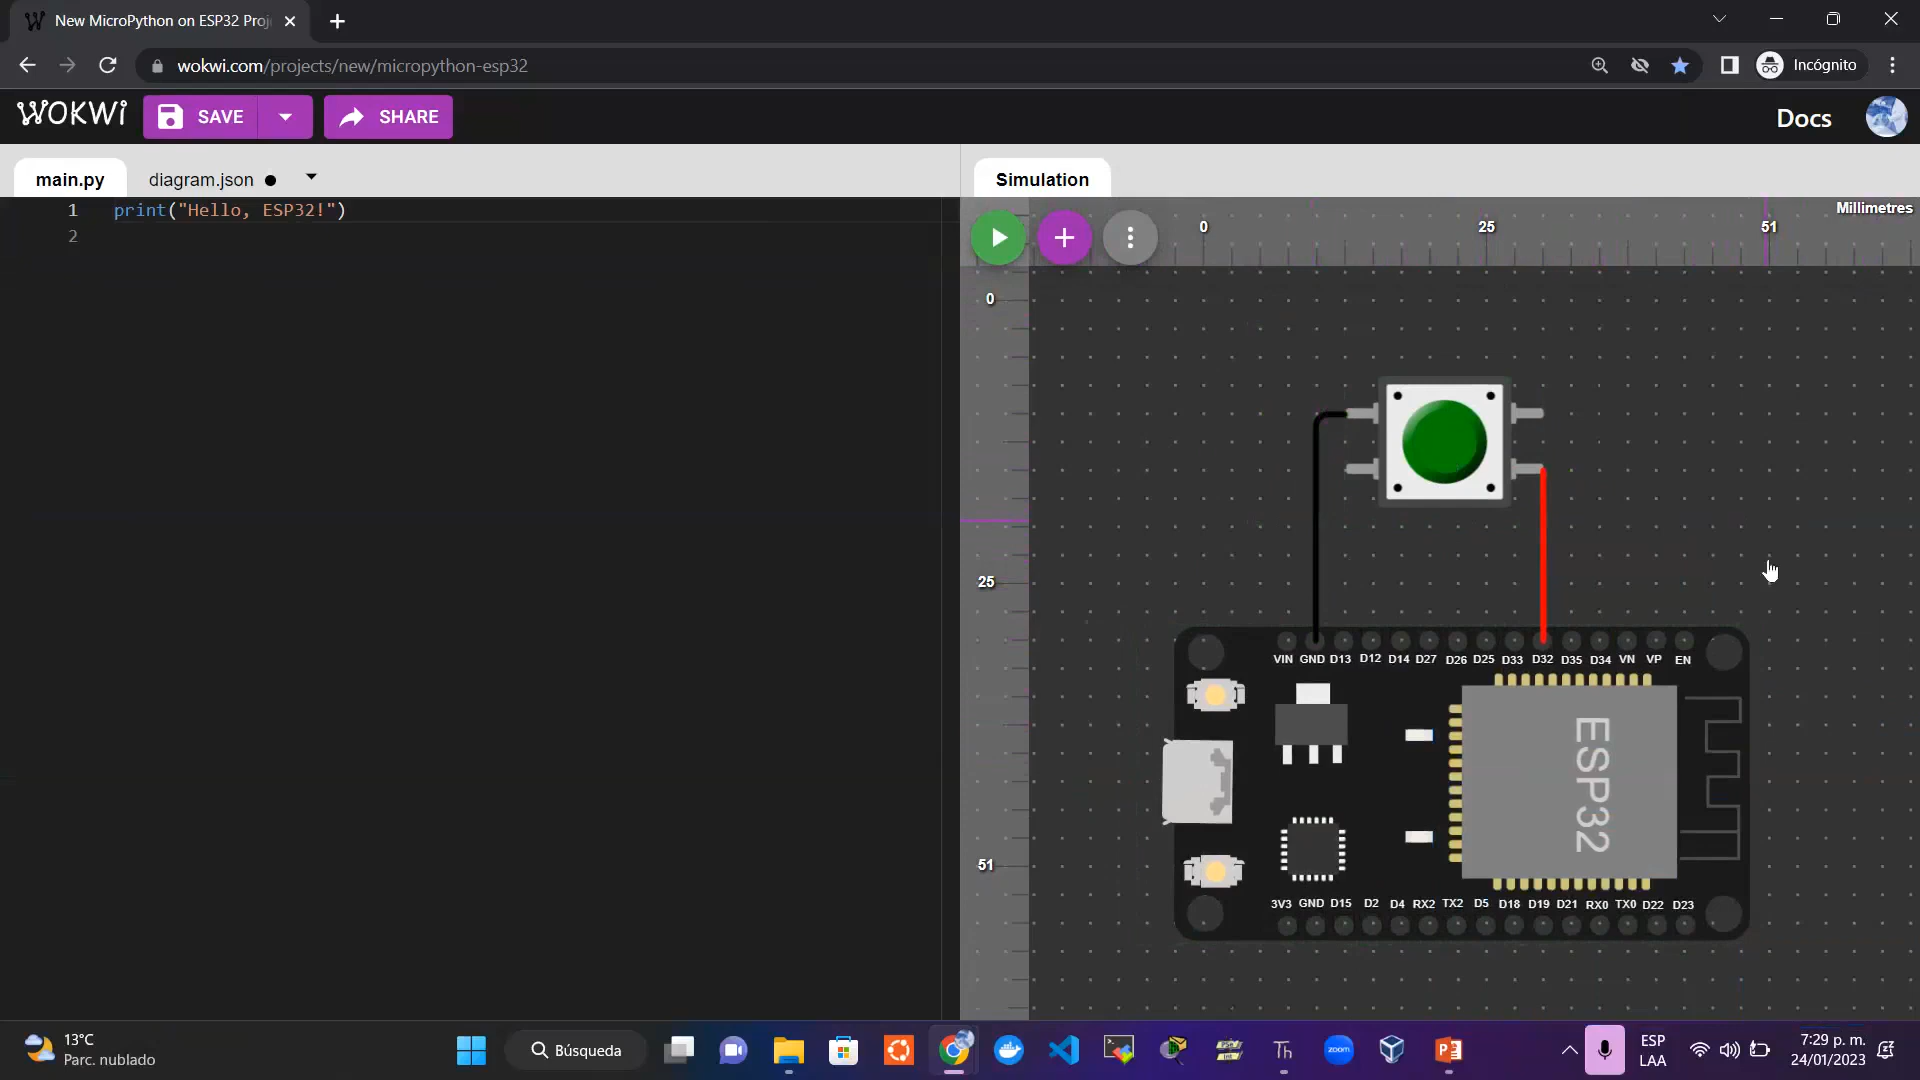 New MicroPython on ESP32 Proj
wokwi.com/projects/new/micropython-esp32
Incógnito
WOKWi
SAVE
SHARE
Docs
main.py
diagram.json
Simulation
1 print("Hello, ESP32!")
2
Millimetres
0
25
51
0
25
51
VIN GND D13 D12 D14 D27 D26 D25 D33 D32 D35 D34 VN VP EN
ESP32
3V3 GND D15 D2 D4 RX2 TX2 D5 D18 D19 D21 RX0 TX0 D22 D23
13°C
Parc. nublado
Búsqueda
Th
zoom
ESP
LAA
7:29 p. m.
24/01/2023